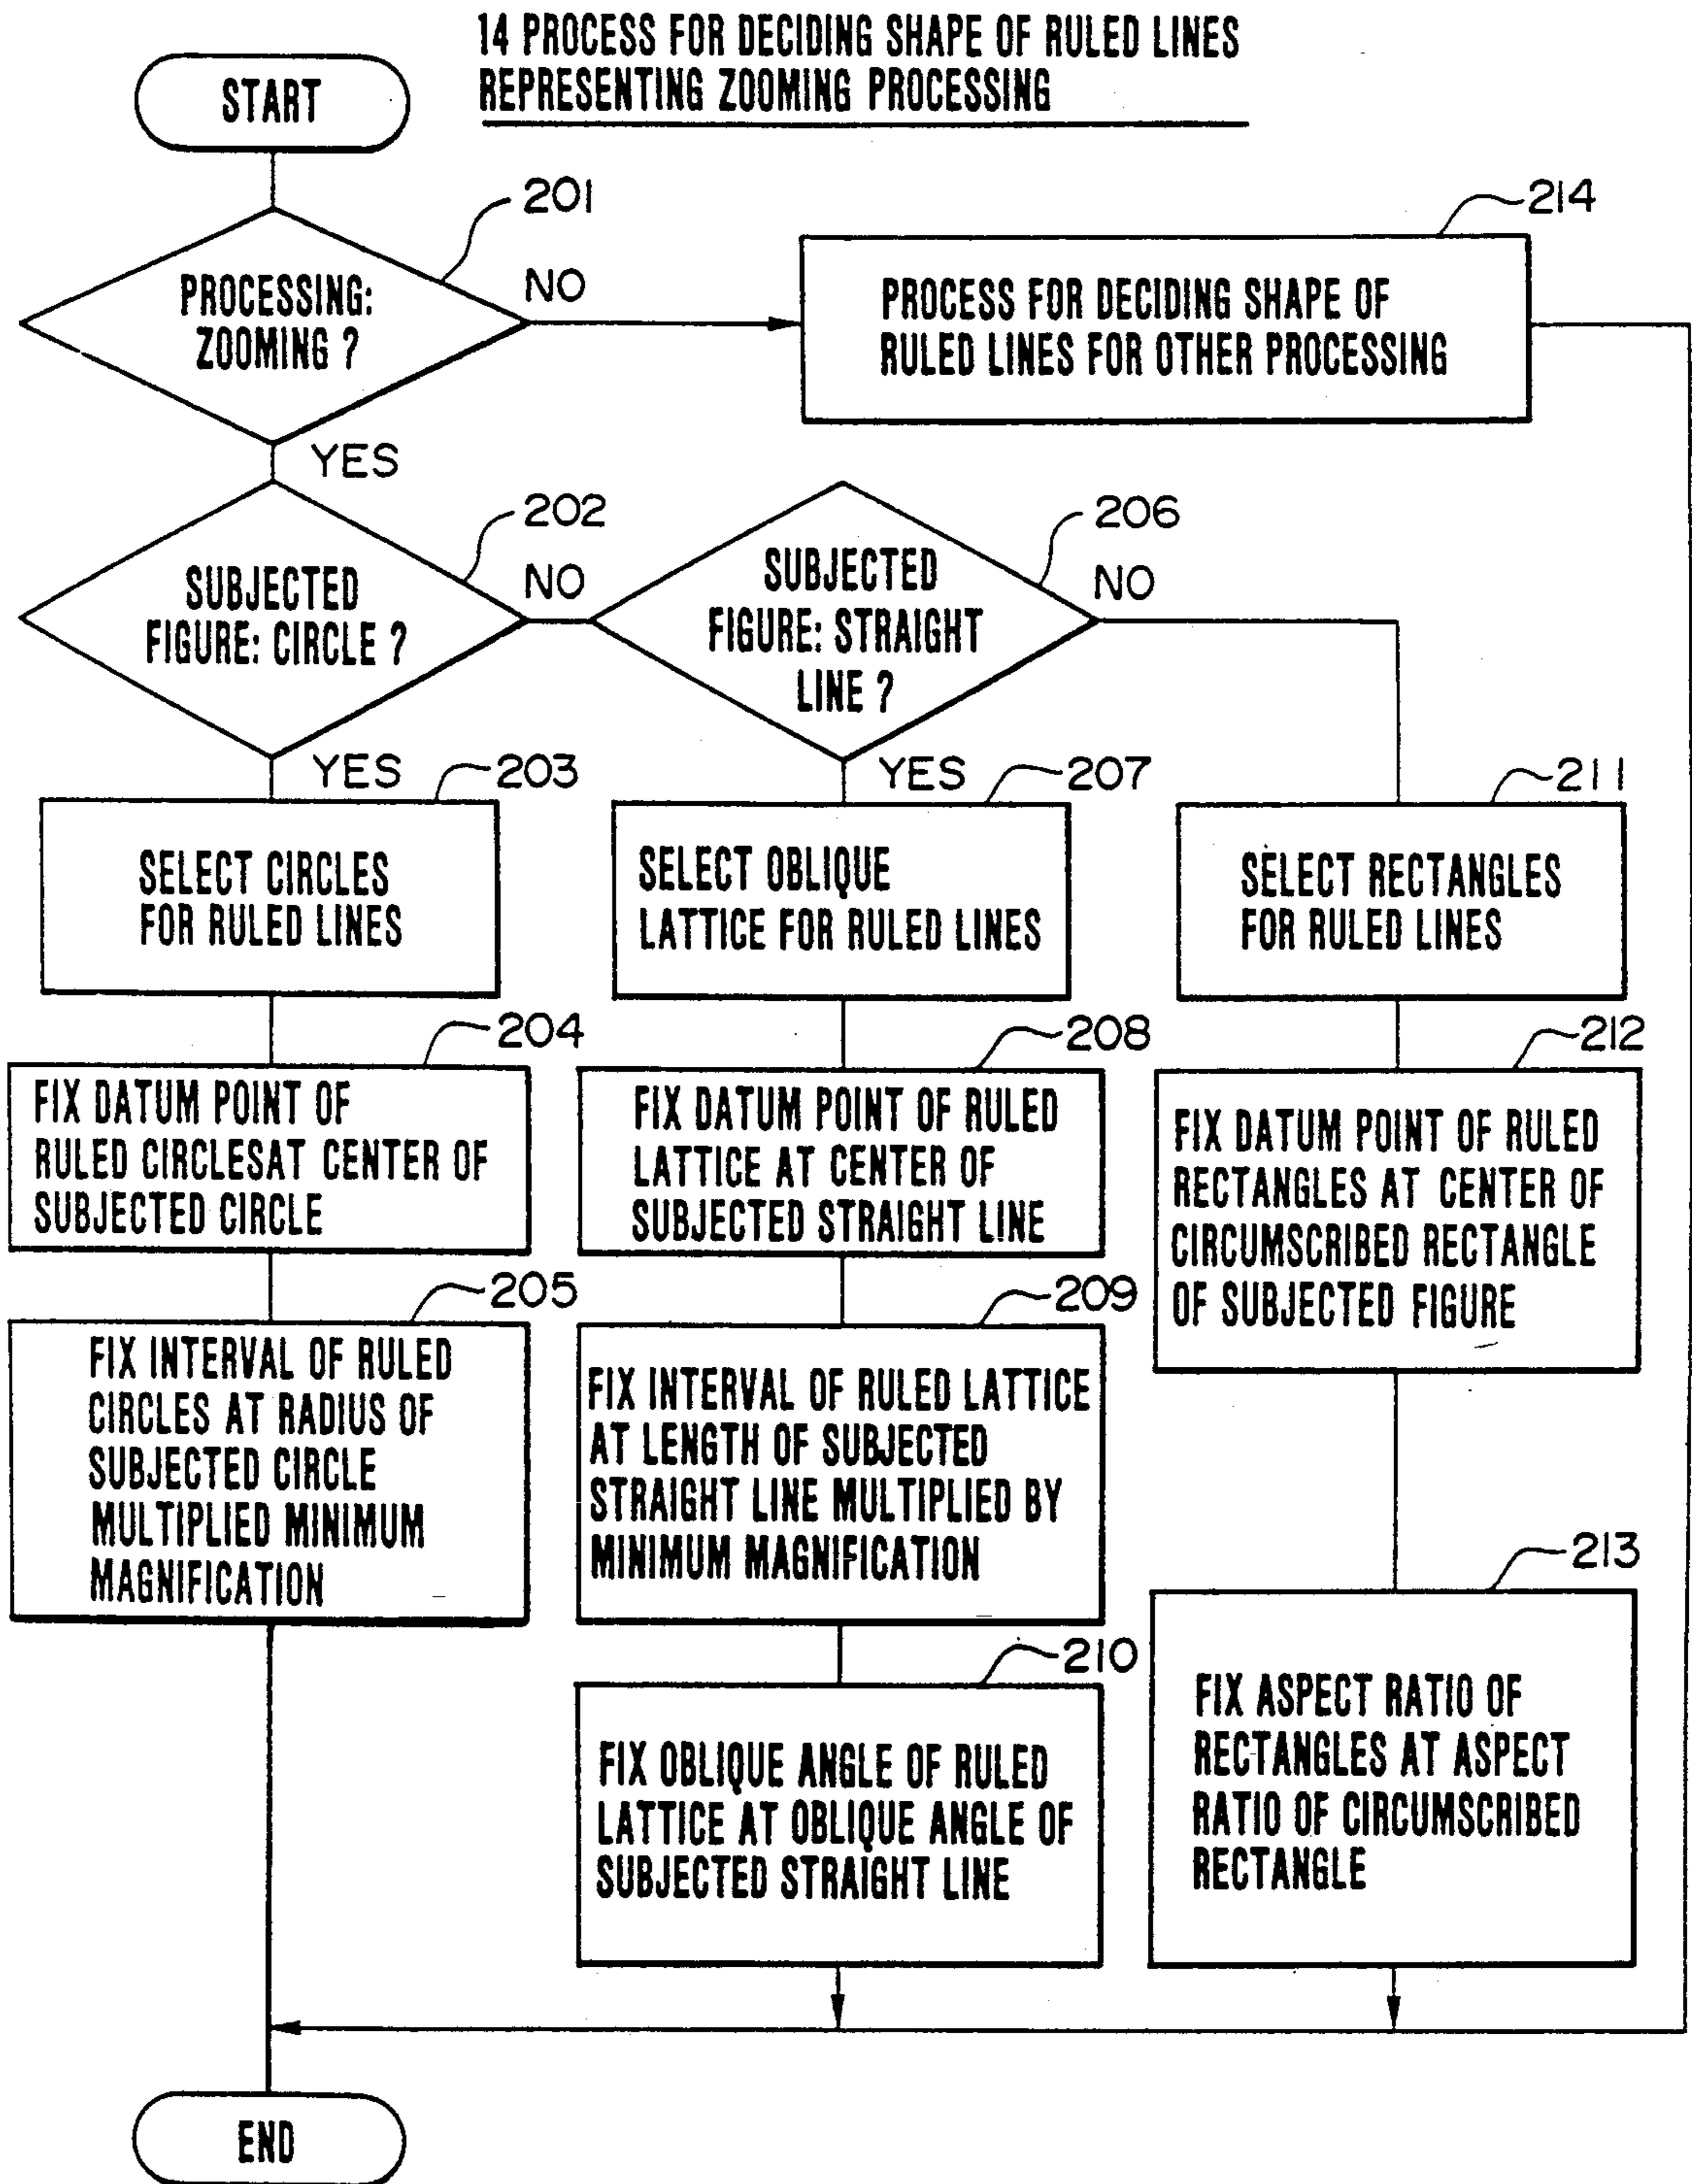 14 PROCESS FOR DECIDING SHAPE OF RULED LINES
REPRESENTING ZOOMING PROCESSING
START
201
PROCESSING:
ZOOMING ?
NO
YES
214
PROCESS FOR DECIDING SHAPE OF
RULED LINES FOR OTHER PROCESSING
202
SUBJECTED
FIGURE: CIRCLE ?
NO
YES
206
SUBJECTED
FIGURE: STRAIGHT
LINE ?
NO
YES
203
SELECT CIRCLES
FOR RULED LINES
207
SELECT OBLIQUE
LATTICE FOR RULED LINES
211
SELECT RECTANGLES
FOR RULED LINES
204
FIX DATUM POINT OF
RULED CIRCLESAT CENTER OF
SUBJECTED CIRCLE
208
FIX DATUM POINT OF RULED
LATTICE AT CENTER OF
SUBJECTED STRAIGHT LINE
212
FIX DATUM POINT OF RULED
RECTANGLES AT CENTER OF
CIRCUMSCRIBED RECTANGLE
OF SUBJECTED FIGURE
205
FIX INTERVAL OF RULED
CIRCLES AT RADIUS OF
SUBJECTED CIRCLE
MULTIPLIED MINIMUM
MAGNIFICATION
209
FIX INTERVAL OF RULED LATTICE
AT LENGTH OF SUBJECTED
STRAIGHT LINE MULTIPLIED BY
MINIMUM MAGNIFICATION
213
FIX ASPECT RATIO OF
RECTANGLES AT ASPECT
RATIO OF CIRCUMSCRIBED
RECTANGLE
210
FIX OBLIQUE ANGLE OF RULED
LATTICE AT OBLIQUE ANGLE OF
SUBJECTED STRAIGHT LINE
END